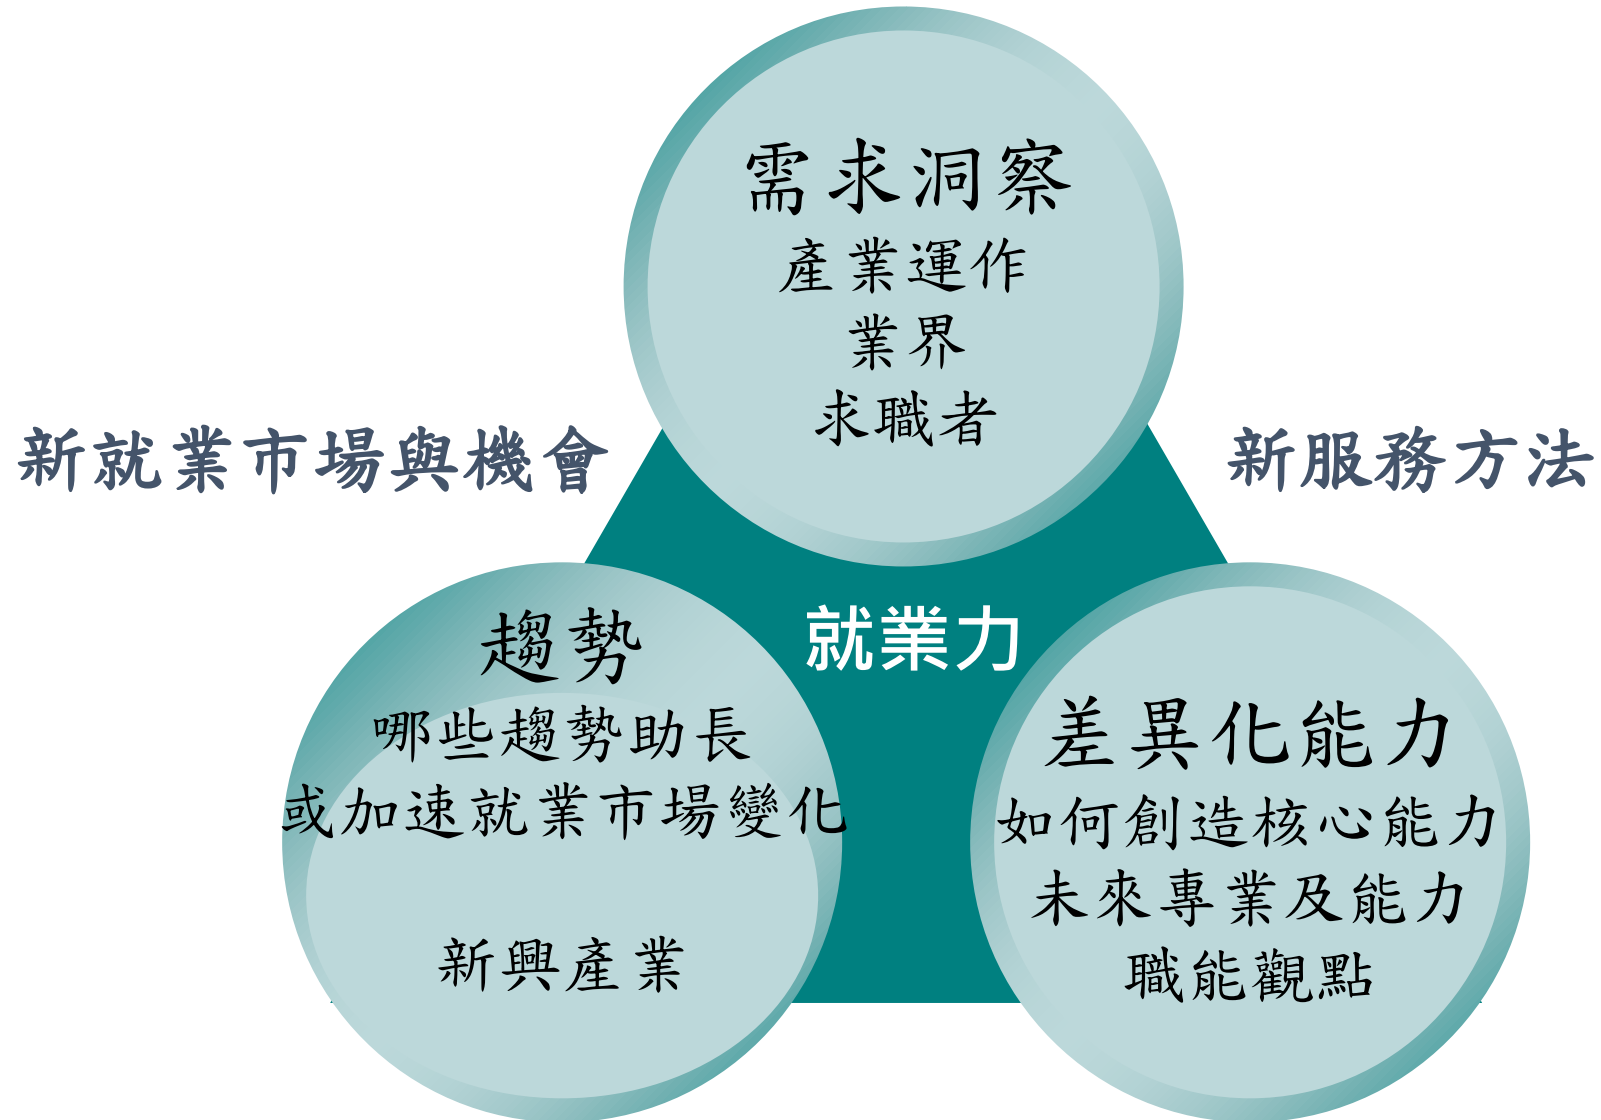 需求洞察
產業運作
業界
求職者
新就業市場與機會
新服務方法
就業力
趨勢
哪些趨勢助長
或加速就業市場變化
新興產業
差異化能力
如何創造核心能力
未來專業及能力
職能觀點